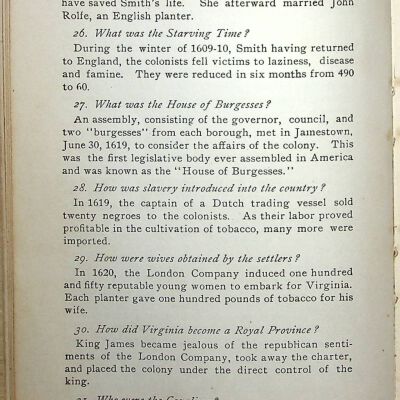 have saved Smith's life. She afterward married John
Rolfe, an English planter.
26. What was the Starving Time?
During the winter of 1609-10, Smith having returned
to England, the colonists fell victims to laziness, disease
and famine. They were reduced in six months from 490
to 60.
27. What was the House of Burgesses?
An assembly, consisting of the governor, council, and
two "burgesses" from each borough, met in Jamestown,
June 30, 1619, to consider the affairs of the colony. This
was the first legislative body ever assembled in America
and was known as the "House of Burgesses."
28. How was slavery introduced into the country?
In 1619, the captain of a Dutch trading vessel sold
twenty negroes to the colonists. As their labor proved
profitable in the cultivation of tobacco, many more were
imported.
29. How were wives obtained by the settlers?
In 1620, the London Company induced one hundred
and fifty reputable young women to embark for Virginia.
Each planter gave one hundred pounds of tobacco for his
wife.
30. How did Virginia become a Royal Province?
King James became jealous of the republican senti-
ments of the London Company, took away the charter,
and placed the colony under the direct control of the
king.